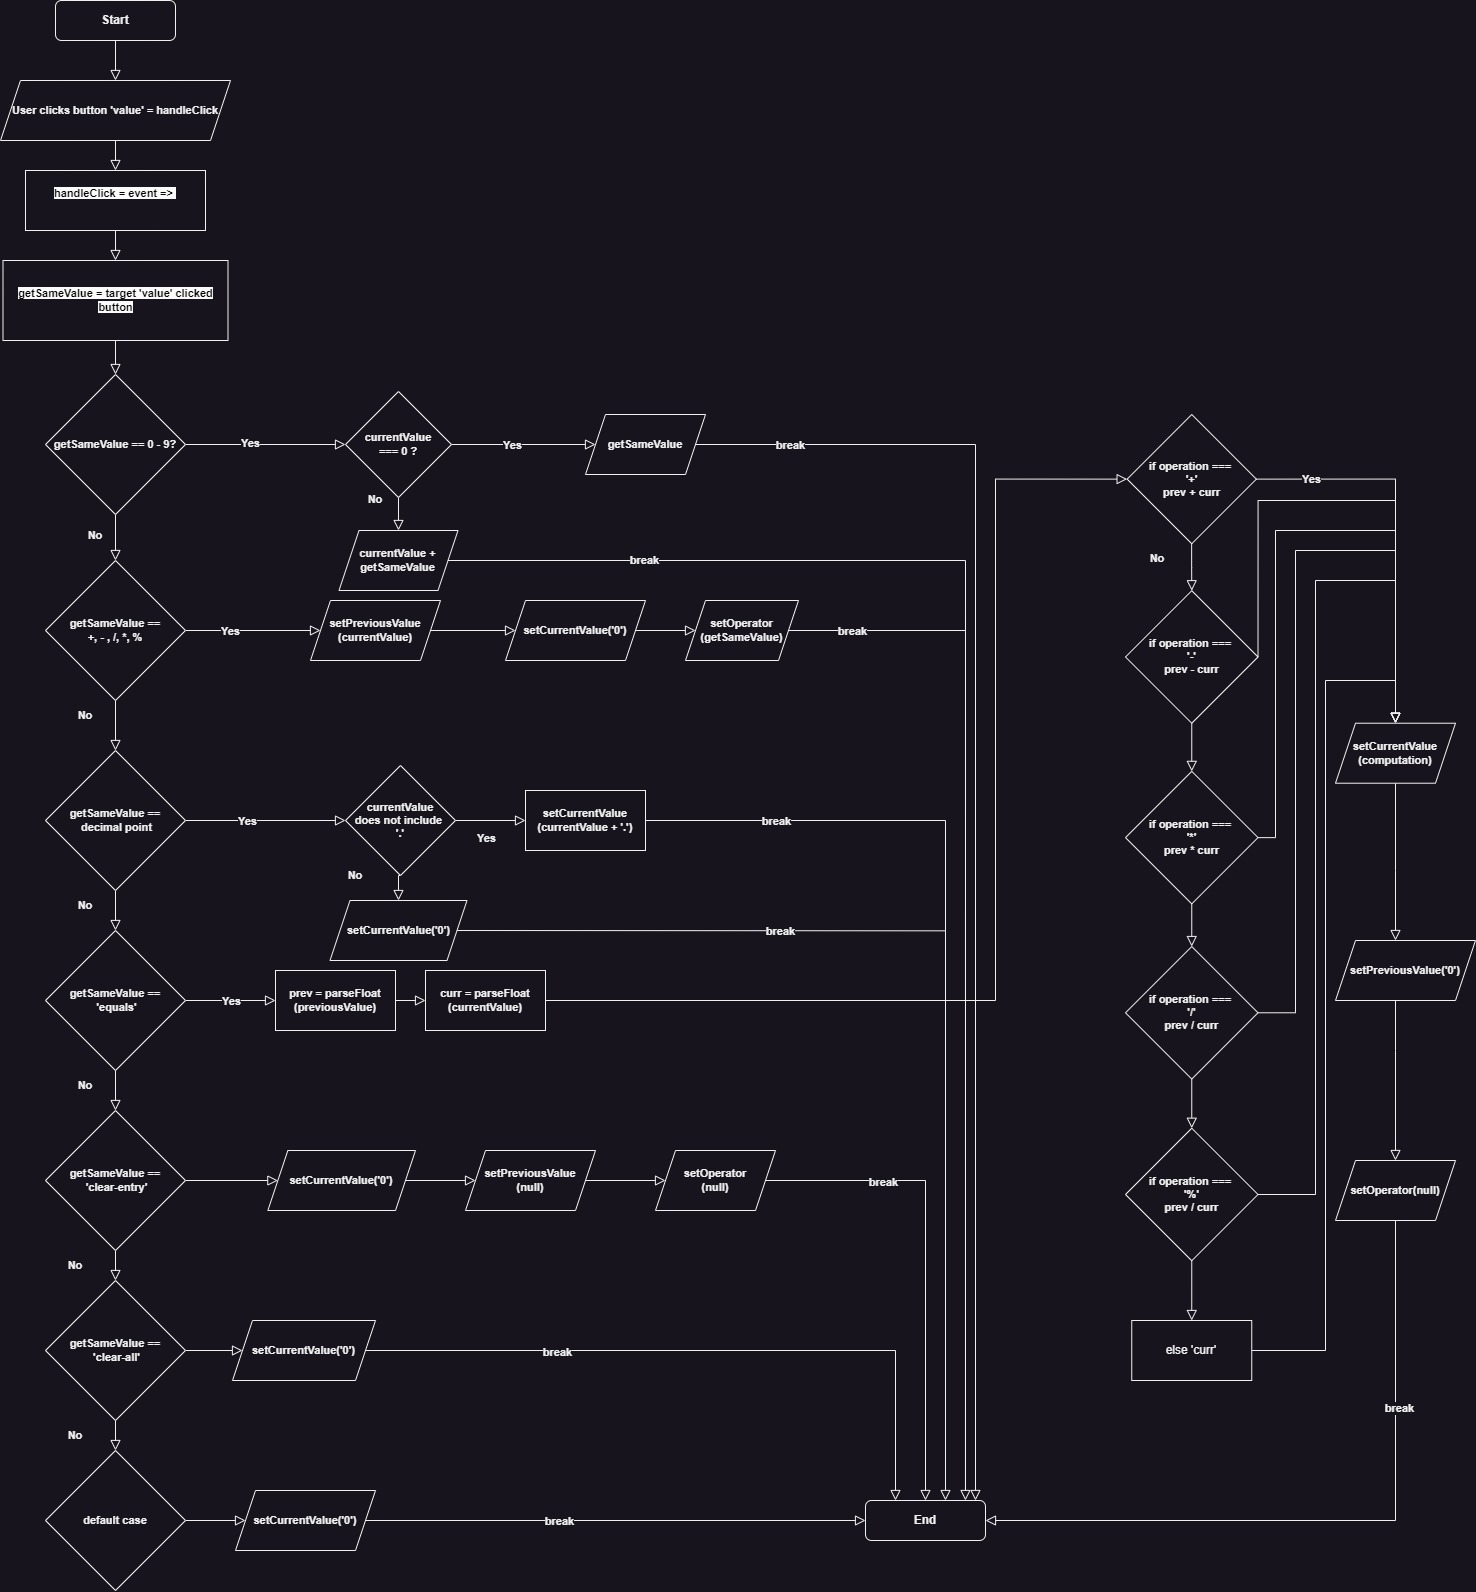 Start
User clicks button 'value' = handleClick
handleClick = event =>
getSameValue = target 'value' clicked
button
getSameValue == 0 - 9?
Yes
currentValue
=== 0 ?
Yes
getSameValue
break
No
No
currentValue +
getSameValue
break
getSameValue ==
+, - , /, *, %
Yes
setPreviousValue
(currentValue)
setCurrentValue('0')
setOperator
(getSameValue)
break
No
getSameValue ==
decimal point
Yes
currentValue
does not include
'.'
Yes
setCurrentValue
(currentValue + '.')
break
No
No
setCurrentValue('0')
break
getSameValue ==
'equals'
Yes
prev = parseFloat
(previousValue)
curr = parseFloat
(currentValue)
No
getSameValue ==
'clear-entry'
setCurrentValue('0')
setPreviousValue
(null)
setOperator
(null)
break
No
getSameValue ==
'clear-all'
setCurrentValue('0')
break
No
default case
setCurrentValue('0')
break
End
if operation ===
'+'
prev + curr
Yes
No
if operation ===
'-'
prev - curr
if operation ===
'*'
prev * curr
if operation ===
'/'
prev / curr
if operation ===
'%'
prev / curr
else 'curr'
setCurrentValue
(computation)
setPreviousValue('0')
setOperator(null)
break